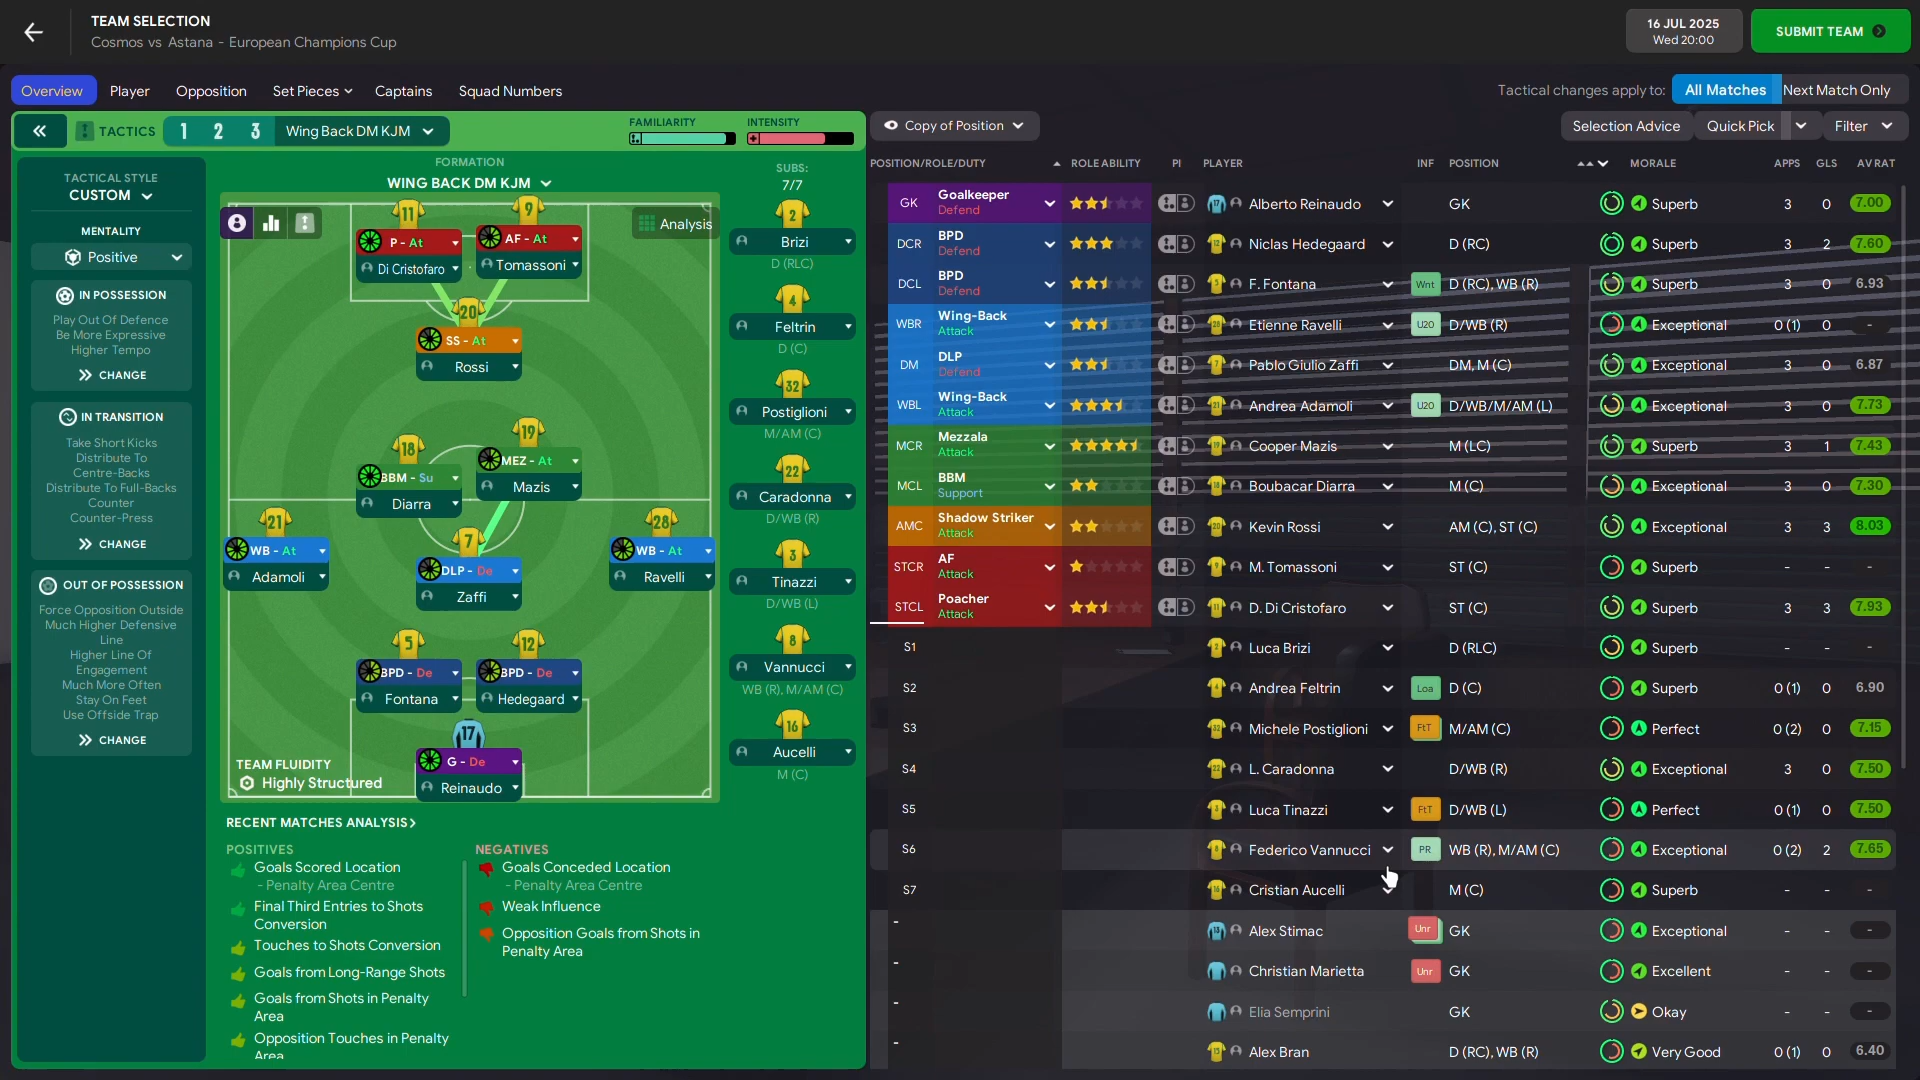 TEAM SELECTION
Cosmos vs Astana - European Champions Cup
16 JUL 2025
Wed 20:00
SUBMIT TEAM
Overview
Player
Opposition
Set Pieces
Captains
Squad Numbers
Tactical changes apply to:
All Matches
Next Match Only
TACTICS
1 2 3
Wing Back DM KJM
FAMILIARITY
INTENSITY
Copy of Position
Selection Advice
Quick Pick
Filter
TACTICAL STYLE
CUSTOM
MENTALITY
Positive
IN POSSESSION
Play Out Of Defence
Be More Expressive
Higher Tempo
CHANGE
IN TRANSITION
Take Short Kicks
Distribute To
Centre-Backs
Distribute To Full-Backs
Counter
Counter-Press
CHANGE
OUT OF POSSESSION
Force Opposition Outside
Much Higher Defensive
Line
Higher Line Of
Engagement
Much More Often
Stay On Feet
Use Offside Trap
CHANGE
FORMATION
WING BACK DM KJM
Analysis
11
P - At
Di Cristofaro
9
AF - At
Tomassoni
20
SS - At
Rossi
18
BBM - Su
Diarra
19
MEZ - At
Mazis
21
WB - At
Adamoli
7
DLP - De
Zaffi
28
WB - At
Ravelli
5
BPD - De
Fontana
12
BPD - De
Hedegaard
17
G - De
Reinaudo
TEAM FLUIDITY
Highly Structured
SUBS:
7/7
2
Brizi
D (RLC)
4
Feltrin
D (C)
32
Postiglioni
M/AM (C)
22
Caradonna
D/WB (R)
3
Tinazzi
D/WB (L)
8
Vannucci
WB (R), M/AM (C)
16
Aucelli
M (C)
RECENT MATCHES ANALYSIS
POSITIVES
Goals Scored Location
- Penalty Area Centre
Final Third Entries to Shots
Conversion
Touches to Shots Conversion
Goals from Long-Range Shots
Goals from Shots in Penalty
Area
Opposition Touches in Penalty
Area
NEGATIVES
Goals Conceded Location
- Penalty Area Centre
Weak Influence
Opposition Goals from Shots in
Penalty Area
POSITION/ROLE/DUTY ROLE ABILITY PI PLAYER INF POSITION MORALE APPS GLS AV RAT
GK Goalkeeper Defend Alberto Reinaudo GK Superb 3 0 7.00
DCR BPD Defend Niclas Hedegaard D (RC) Superb 3 2 7.60
DCL BPD Defend F. Fontana Wnt D (RC), WB (R) Superb 3 0 6.93
WBR Wing-Back Attack Etienne Ravelli U20 D/WB (R) Exceptional 0 (1) 0 -
DM DLP Defend Pablo Giulio Zaffi DM, M (C) Exceptional 3 0 6.87
WBL Wing-Back Attack Andrea Adamoli U20 D/WB/M/AM (L) Exceptional 3 0 7.73
MCR Mezzala Attack Cooper Mazis M (LC) Superb 3 1 7.43
MCL BBM Support Boubacar Diarra M (C) Exceptional 3 0 7.30
AMC Shadow Striker Attack Kevin Rossi AM (C), ST (C) Exceptional 3 3 8.03
STCR AF Attack M. Tomassoni ST (C) Superb - - -
STCL Poacher Attack D. Di Cristofaro ST (C) Superb 3 3 7.93
S1 Luca Brizi D (RLC) Superb - - -
S2 Andrea Feltrin Loa D (C) Superb 0 (1) 0 6.90
S3 Michele Postiglioni FtT M/AM (C) Perfect 0 (2) 0 7.15
S4 L. Caradonna D/WB (R) Exceptional 3 0 7.50
S5 Luca Tinazzi FtT D/WB (L) Perfect 0 (1) 0 7.50
S6 Federico Vannucci PR WB (R), M/AM (C) Exceptional 0 (2) 2 7.65
S7 Cristian Aucelli M (C) Superb - - -
- Alex Stimac Unr GK Exceptional - - -
- Christian Marietta Unr GK Excellent - - -
- Elia Semprini GK Okay - - -
- Alex Bran D (RC), WB (R) Very Good 0 (1) 0 6.40